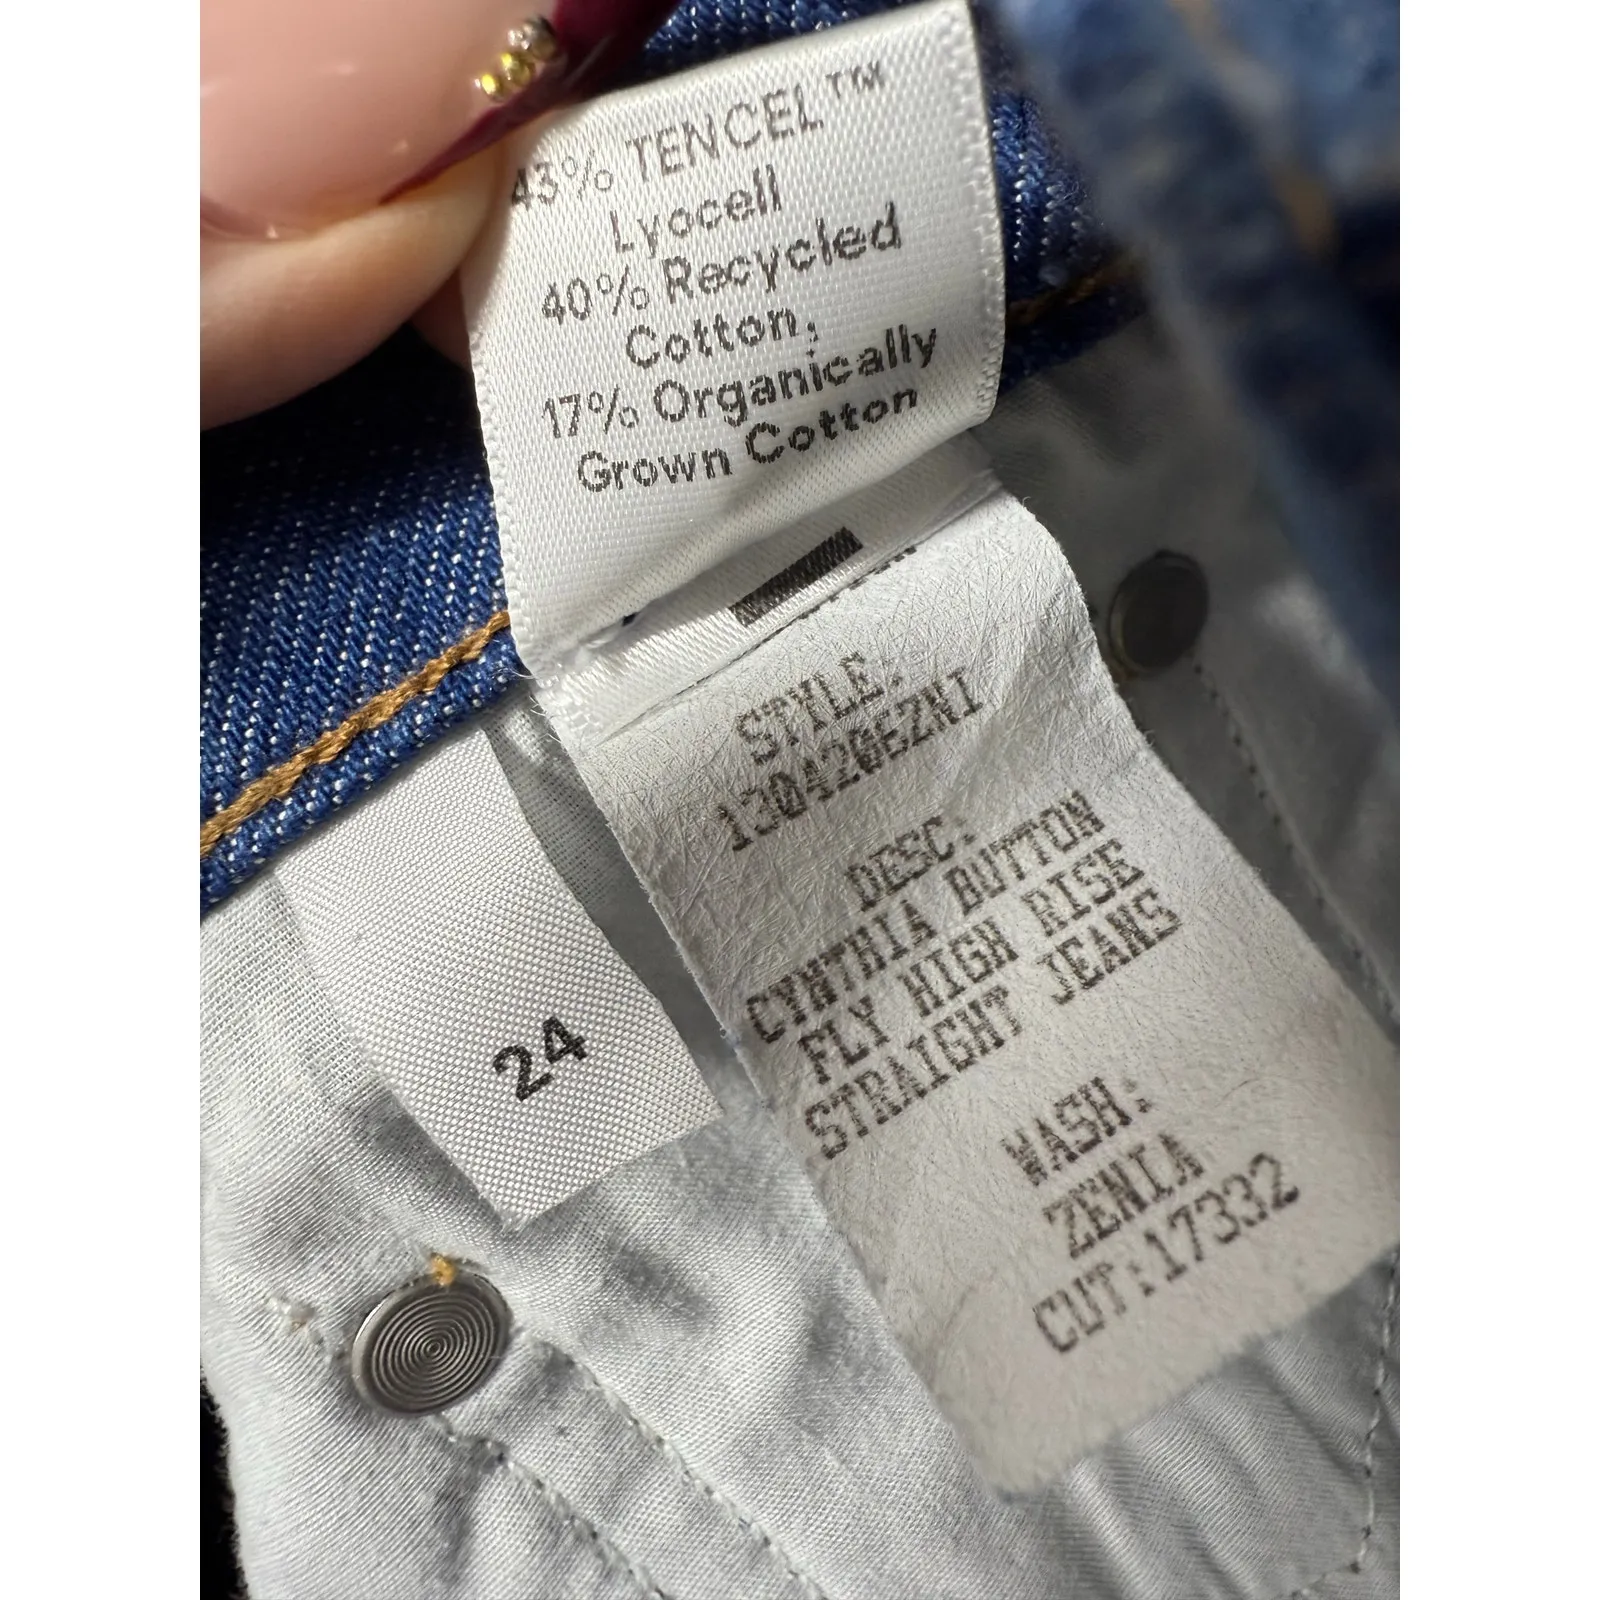 43% TENCEL™
Lyocell
40% Recycled
Cotton,
17% Organically
Grown Cotton
STYLE:
1304206ZNI
DESC:
CYNTHIA BUTTON
FLY HIGH RISE
STRAIGHT JEANS
WASH:
ZENIA
CUT:17332
24